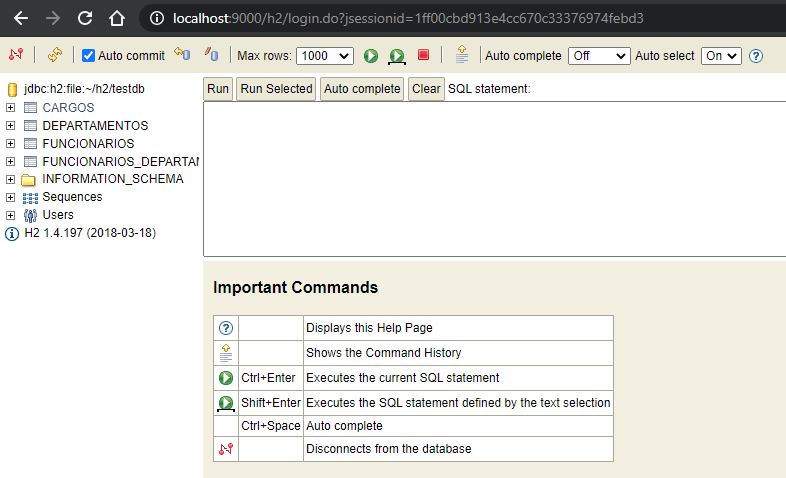 localhost:9000/h2/login.do?jsessionid=1ff00cbd913e4cc670c33376974febd3
Auto commit Max rows: 1000 Auto complete Off Auto select On
jdbc:h2:file:~/h2/testdb
CARGOS
DEPARTAMENTOS
FUNCIONARIOS
FUNCIONARIOS_DEPARTAM
INFORMATION_SCHEMA
Sequences
Users
H2 1.4.197 (2018-03-18)
Run Run Selected Auto complete Clear SQL statement:
Important Commands
Displays this Help Page
Shows the Command History
Ctrl+Enter Executes the current SQL statement
Shift+Enter Executes the SQL statement defined by the text selection
Ctrl+Space Auto complete
Disconnects from the database